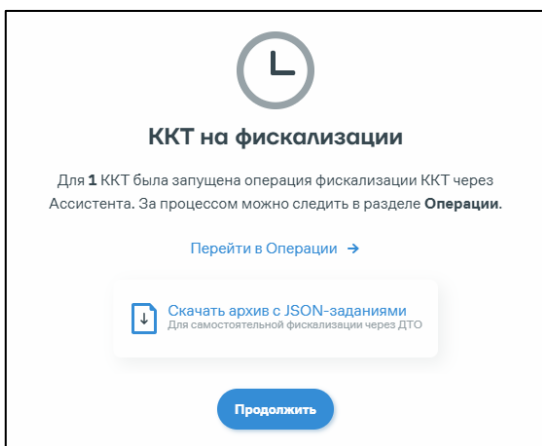 ККТ на фискализации
Для 1 ККТ была запущена операция фискализации ККТ через
Ассистента. За процессом можно следить в разделе Операции.
Перейти в Операции →
Скачать архив с JSON-заданиями
Для самостоятельной фискализации через ДТО
Продолжить